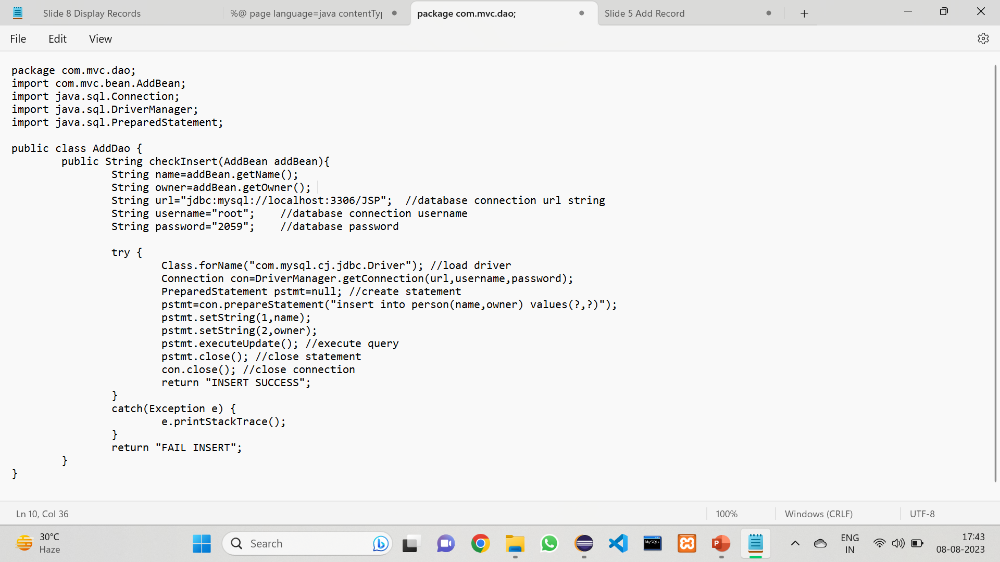 Slide 8 Display Records
%@ page language=java contentTyp
package com.mvc.dao;
Slide 5 Add Record
File Edit View
package com.mvc.dao;
import com.mvc.bean.AddBean;
import java.sql.Connection;
import java.sql.DriverManager;
import java.sql.PreparedStatement;

public class AddDao {
        public String checkInsert(AddBean addBean){
                String name=addBean.getName();
                String owner=addBean.getOwner();
                String url="jdbc:mysql://localhost:3306/JSP";  //database connection url string
                String username="root";    //database connection username
                String password="2059";    //database password

                try {
                        Class.forName("com.mysql.cj.jdbc.Driver"); //load driver
                        Connection con=DriverManager.getConnection(url,username,password);
                        PreparedStatement pstmt=null; //create statement
                        pstmt=con.prepareStatement("insert into person(name,owner) values(?,?)");
                        pstmt.setString(1,name);
                        pstmt.setString(2,owner);
                        pstmt.executeUpdate(); //execute query
                        pstmt.close(); //close statement
                        con.close(); //close connection
                        return "INSERT SUCCESS";
                }
                catch(Exception e) {
                        e.printStackTrace();
                }
                return "FAIL INSERT";
        }
}
Ln 10, Col 36
100%
Windows (CRLF)
UTF-8
30°C
Haze
Search
MySQL>
P
ENG
IN
17:43
08-08-2023